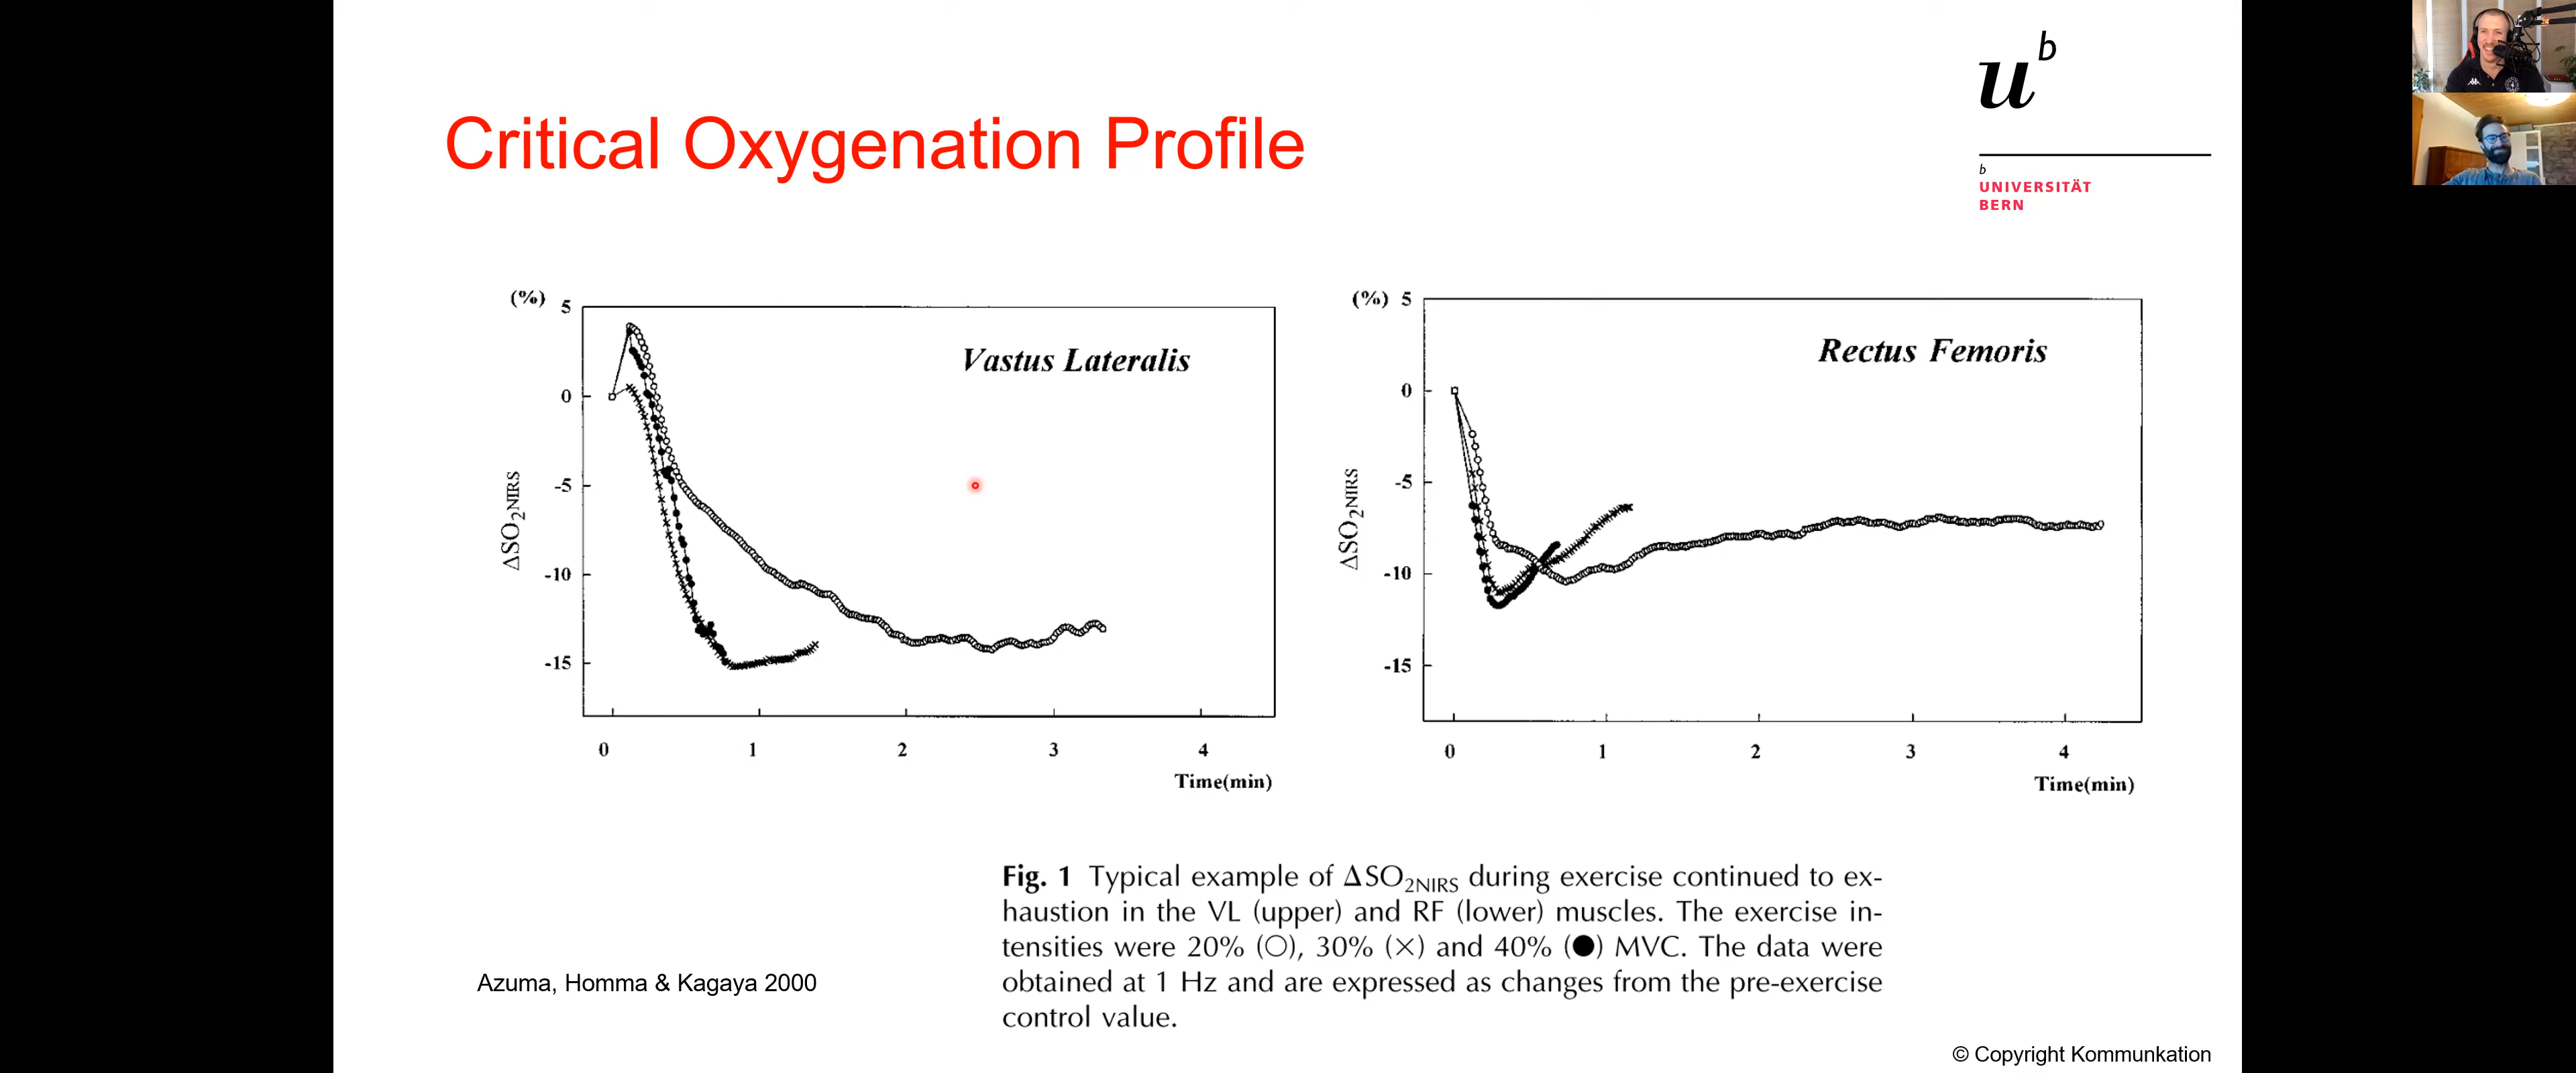 Critical Oxygenation Profile
u b
b
UNIVERSITÄT
BERN
(%)
5
0
-5
-10
-15
ΔSO2NIRS
Vastus Lateralis
0 1 2 3 4
Time(min)
(%)
5
0
-5
-10
-15
ΔSO2NIRS
Rectus Femoris
0 1 2 3 4
Time(min)
Fig. 1 Typical example of ΔSO2NIRS during exercise continued to ex-
haustion in the VL (upper) and RF (lower) muscles. The exercise in-
tensities were 20% (○), 30% (×) and 40% (●) MVC. The data were
obtained at 1 Hz and are expressed as changes from the pre-exercise
control value.
Azuma, Homma & Kagaya 2000
© Copyright Kommunkation